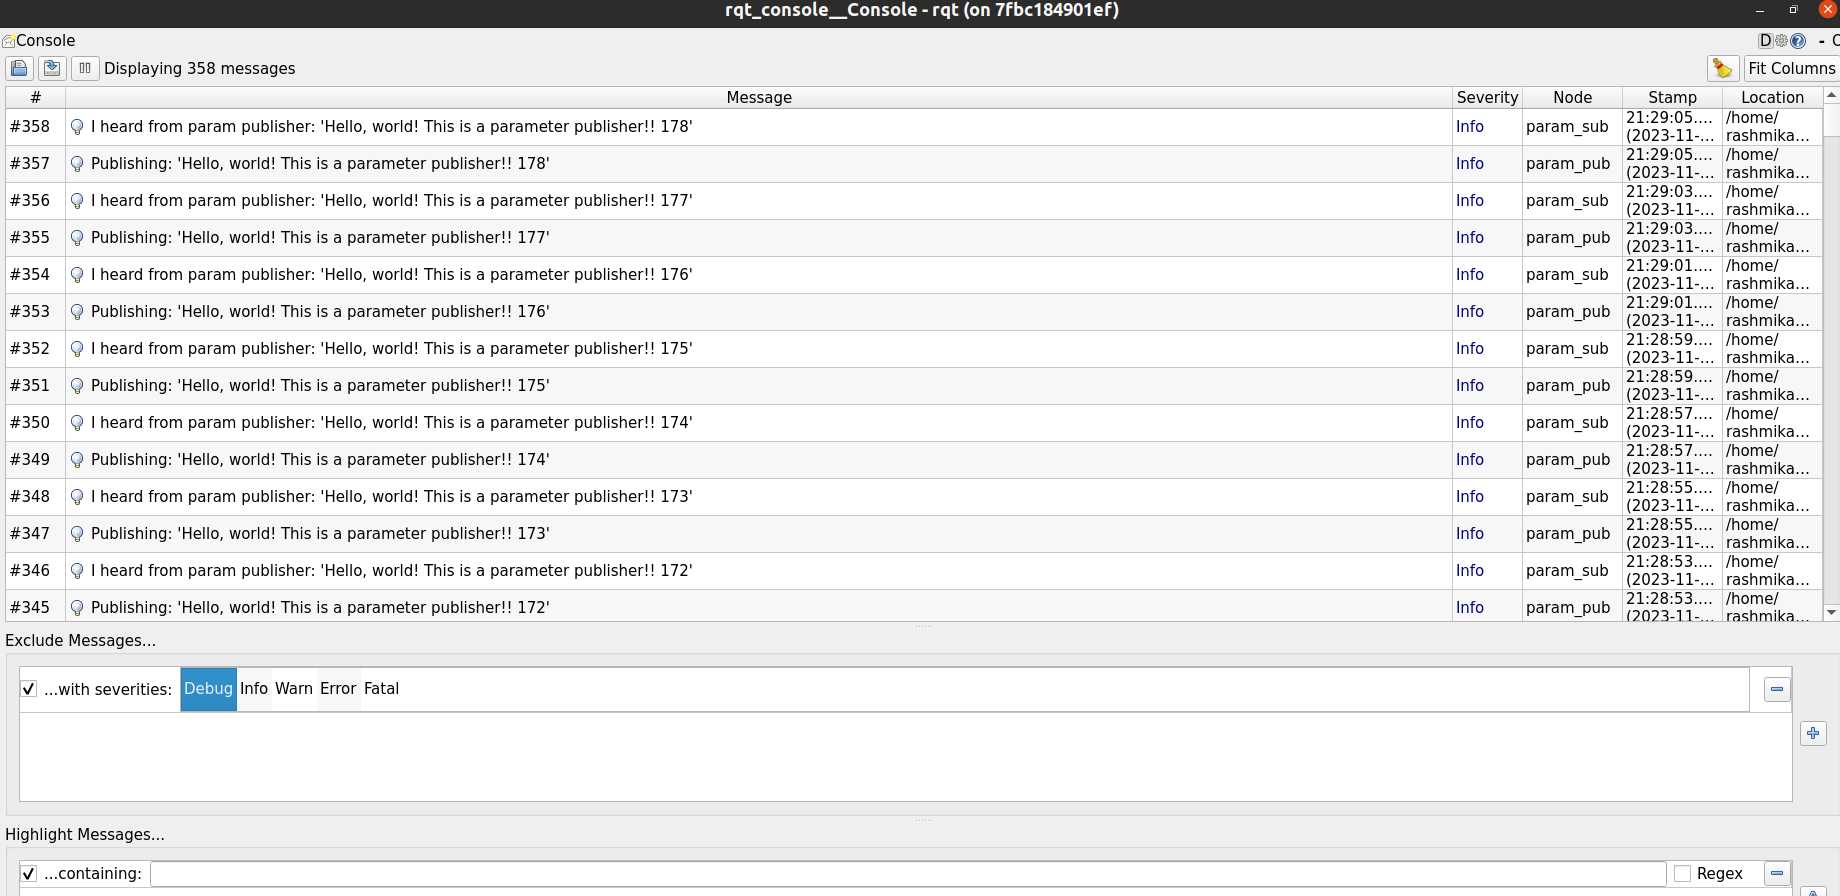 rqt_console__Console - rqt (on 7fbc184901ef)
Console D - O
Displaying 358 messages Fit Columns
# Message Severity Node Stamp Location
#358 I heard from param publisher: 'Hello, world! This is a parameter publisher!! 178' Info param_sub 21:29:05.... (2023-11-... /home/ rashmika...
#357 Publishing: 'Hello, world! This is a parameter publisher!! 178' Info param_pub 21:29:05.... (2023-11-... /home/ rashmika...
#356 I heard from param publisher: 'Hello, world! This is a parameter publisher!! 177' Info param_sub 21:29:03.... (2023-11-... /home/ rashmika...
#355 Publishing: 'Hello, world! This is a parameter publisher!! 177' Info param_pub 21:29:03.... (2023-11-... /home/ rashmika...
#354 I heard from param publisher: 'Hello, world! This is a parameter publisher!! 176' Info param_sub 21:29:01.... (2023-11-... /home/ rashmika...
#353 Publishing: 'Hello, world! This is a parameter publisher!! 176' Info param_pub 21:29:01.... (2023-11-... /home/ rashmika...
#352 I heard from param publisher: 'Hello, world! This is a parameter publisher!! 175' Info param_sub 21:28:59.... (2023-11-... /home/ rashmika...
#351 Publishing: 'Hello, world! This is a parameter publisher!! 175' Info param_pub 21:28:59.... (2023-11-... /home/ rashmika...
#350 I heard from param publisher: 'Hello, world! This is a parameter publisher!! 174' Info param_sub 21:28:57.... (2023-11-... /home/ rashmika...
#349 Publishing: 'Hello, world! This is a parameter publisher!! 174' Info param_pub 21:28:57.... (2023-11-... /home/ rashmika...
#348 I heard from param publisher: 'Hello, world! This is a parameter publisher!! 173' Info param_sub 21:28:55.... (2023-11-... /home/ rashmika...
#347 Publishing: 'Hello, world! This is a parameter publisher!! 173' Info param_pub 21:28:55.... (2023-11-... /home/ rashmika...
#346 I heard from param publisher: 'Hello, world! This is a parameter publisher!! 172' Info param_sub 21:28:53.... (2023-11-... /home/ rashmika...
#345 Publishing: 'Hello, world! This is a parameter publisher!! 172' Info param_pub 21:28:53.... (2023-11-... /home/ rashmika...
Exclude Messages...
...with severities: Debug Info Warn Error Fatal
Highlight Messages...
...containing: Regex